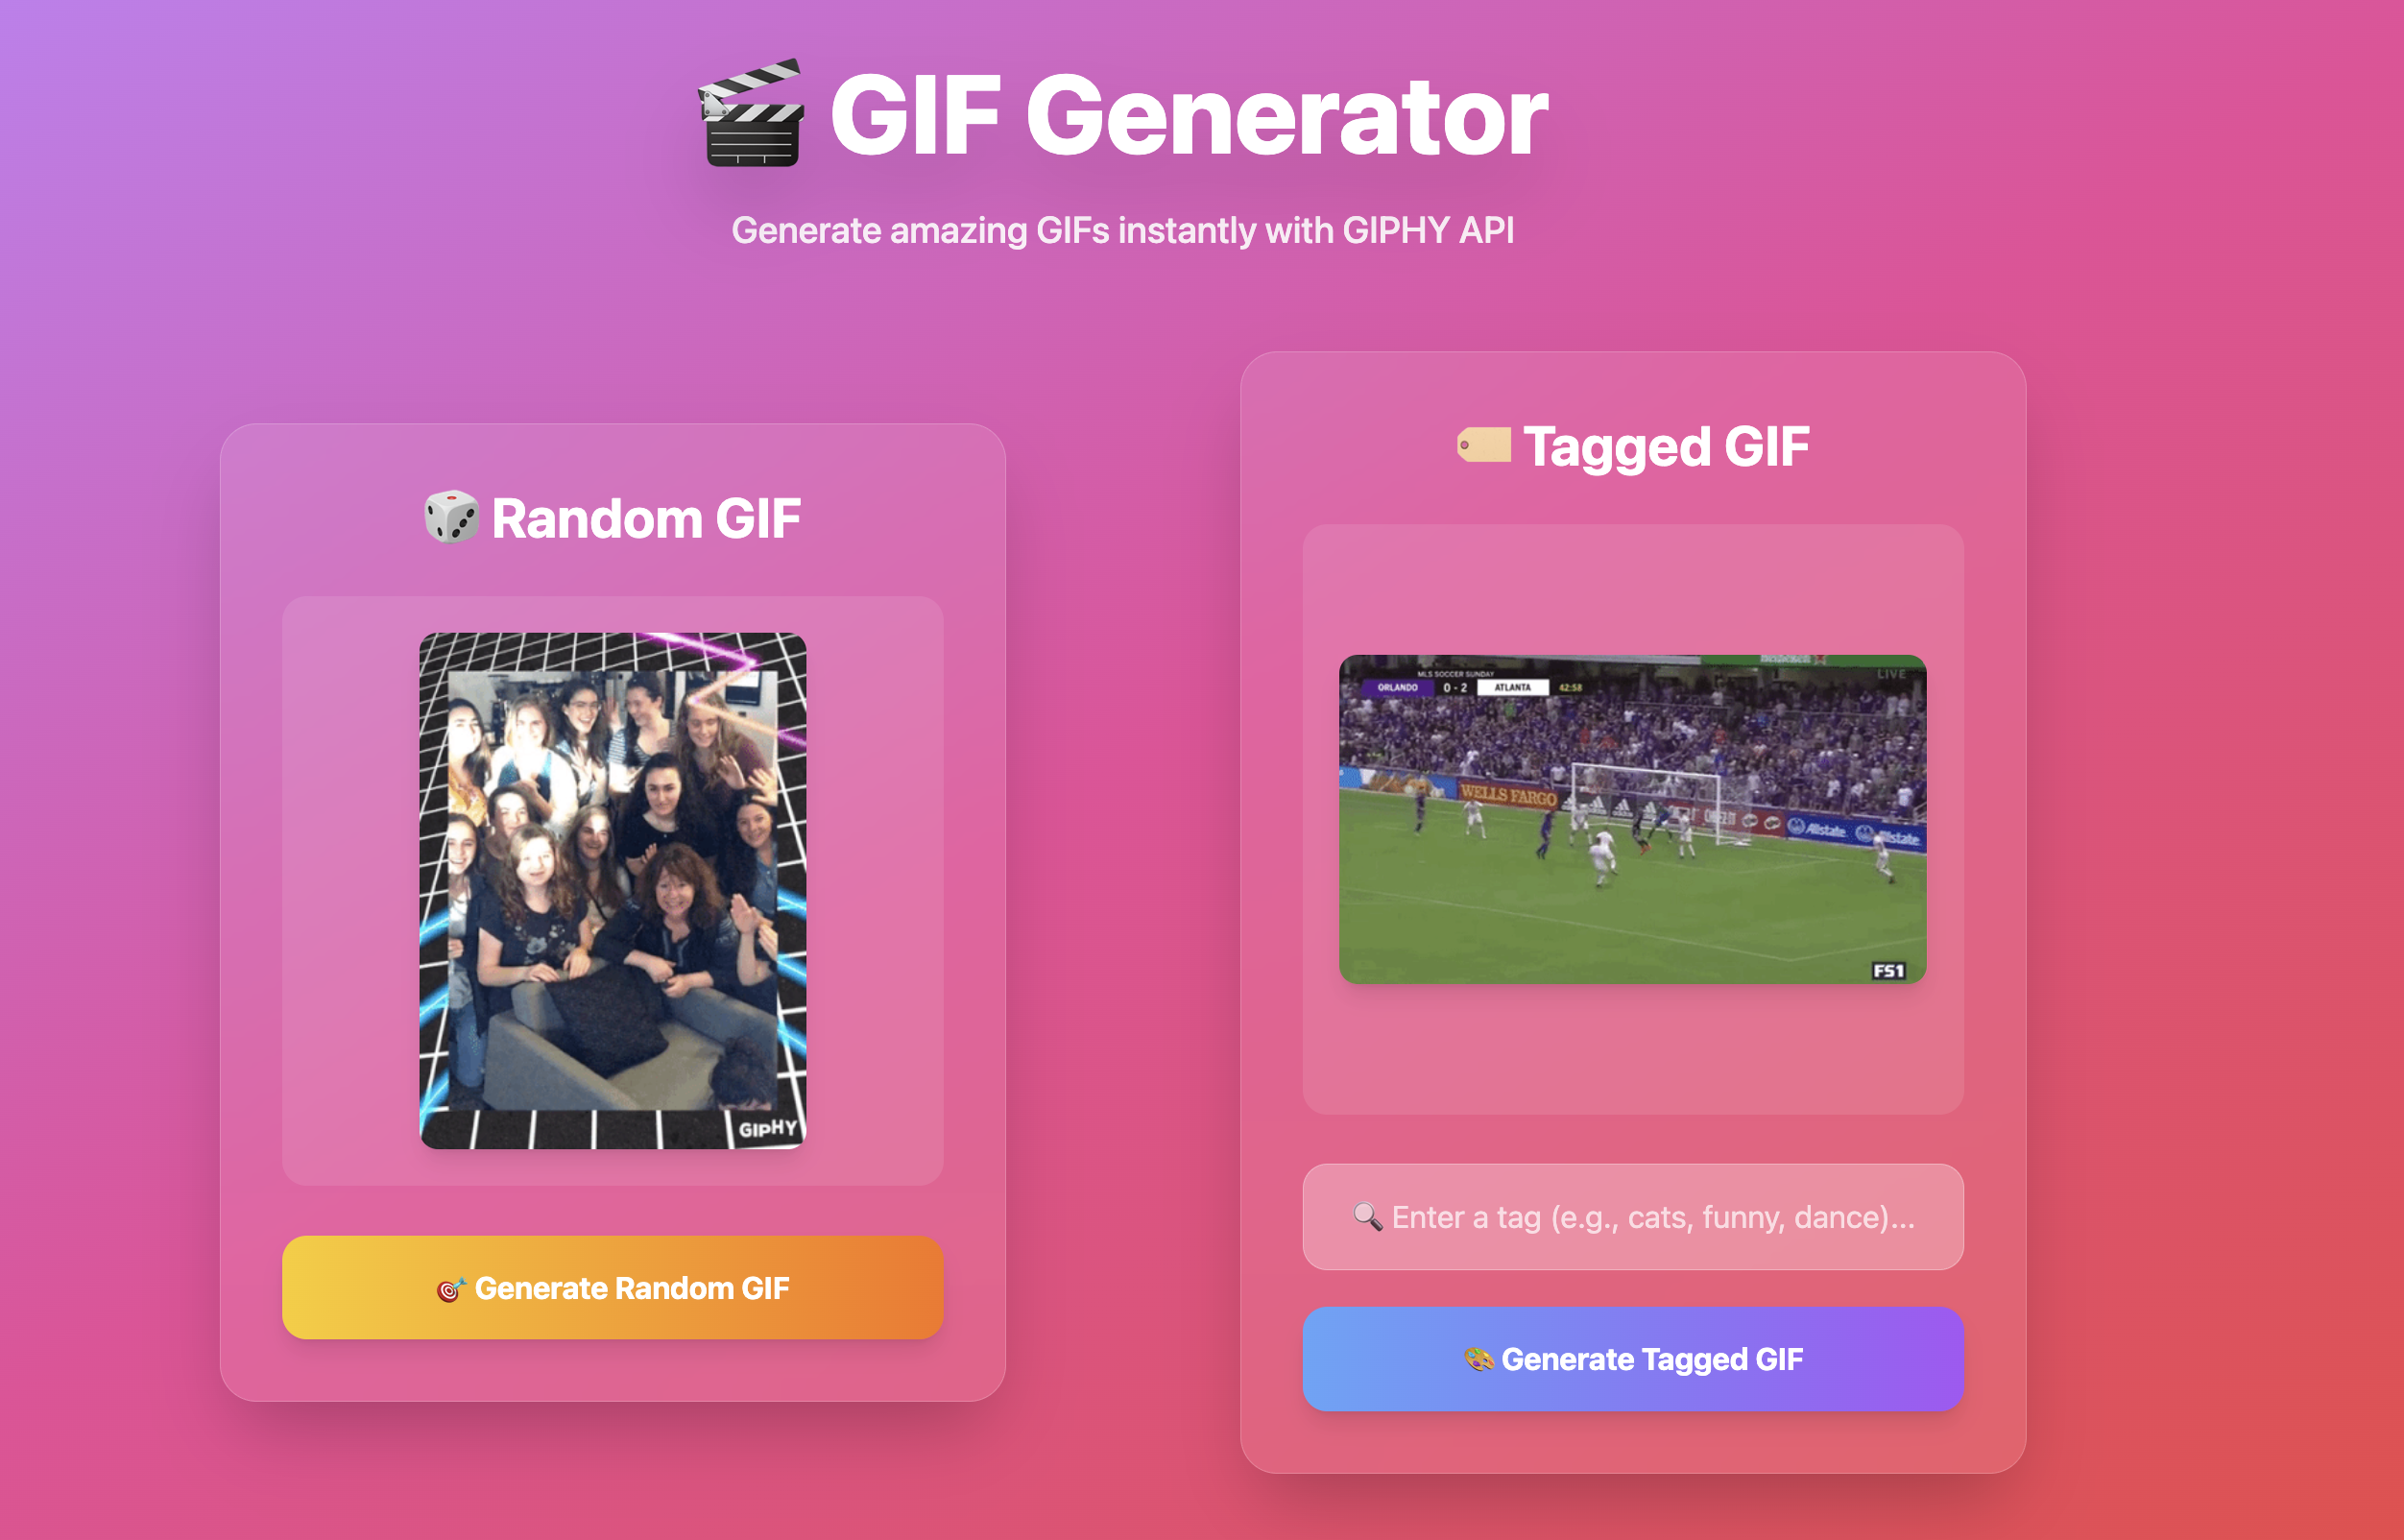 GIF Generator
Generate amazing GIFs instantly with GIPHY API
Random GIF
GIPHY
Generate Random GIF
Tagged GIF
MLS SOCCER SUNDAY
ORLANDO 0 - 2 ATLANTA 42:58
LIVE
Heineken
WELLS FARGO
adidas
Allstate
Allstate
FS1
🔍 Enter a tag (e.g., cats, funny, dance)...
Generate Tagged GIF